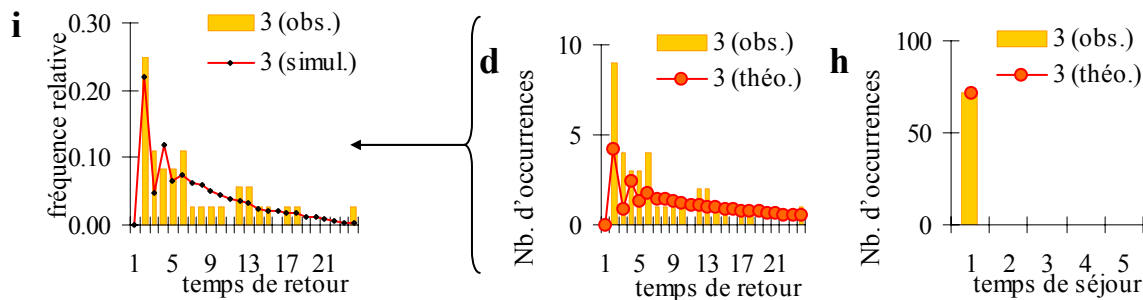 i
fréquence relative
0.30
0.20
0.10
0.00
3 (obs.)
3 (simul.)
1 5 9 13 17 21
temps de retour
d
Nb. d'occurrences
10
5
0
3 (obs.)
3 (théo.)
1 5 9 13 17 21
temps de retour
h
Nb. d'occurrences
100
50
0
3 (obs.)
3 (théo.)
1 2 3 4 5
temps de séjour